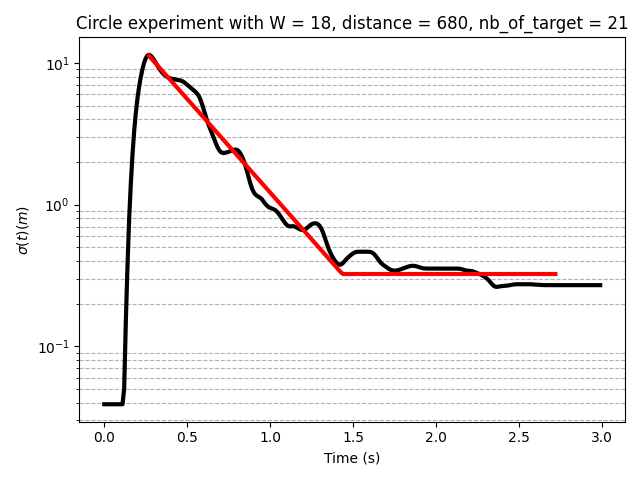 Circle experiment with W = 18, distance = 680, nb_of_target = 21
10¹
10⁰
10⁻¹
σ(t)(m)
0.0 0.5 1.0 1.5 2.0 2.5 3.0
Time (s)